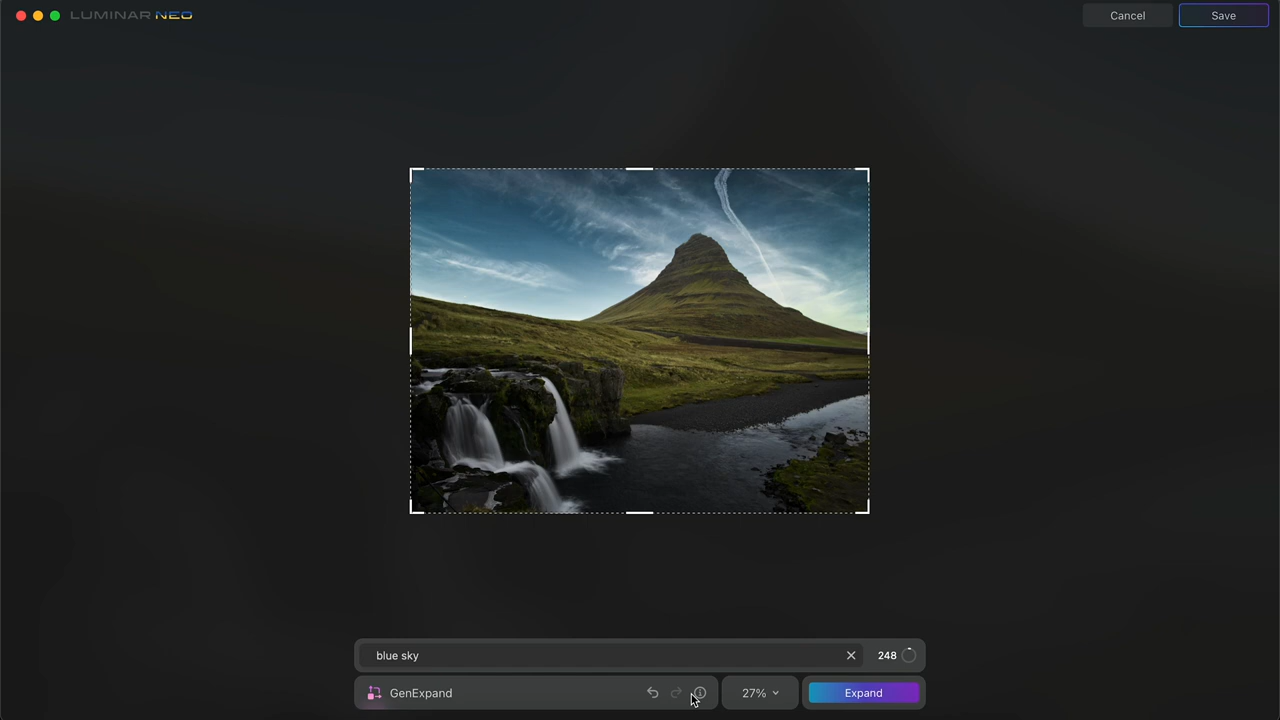 LUMINAR NEO
Cancel
Save
blue sky
248
GenExpand
27%
Expand